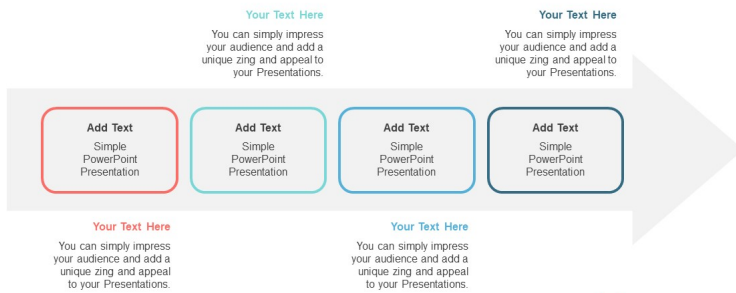 Your Text Here
You can simply impress
your audience and add a
unique zing and appeal to
your Presentations.
Your Text Here
You can simply impress
your audience and add a
unique zing and appeal to
your Presentations.
Add Text
Simple
PowerPoint
Presentation
Add Text
Simple
PowerPoint
Presentation
Add Text
Simple
PowerPoint
Presentation
Add Text
Simple
PowerPoint
Presentation
Your Text Here
You can simply impress
your audience and add a
unique zing and appeal
to your Presentations.
Your Text Here
You can simply impress
your audience and add a
unique zing and appeal
to your Presentations.